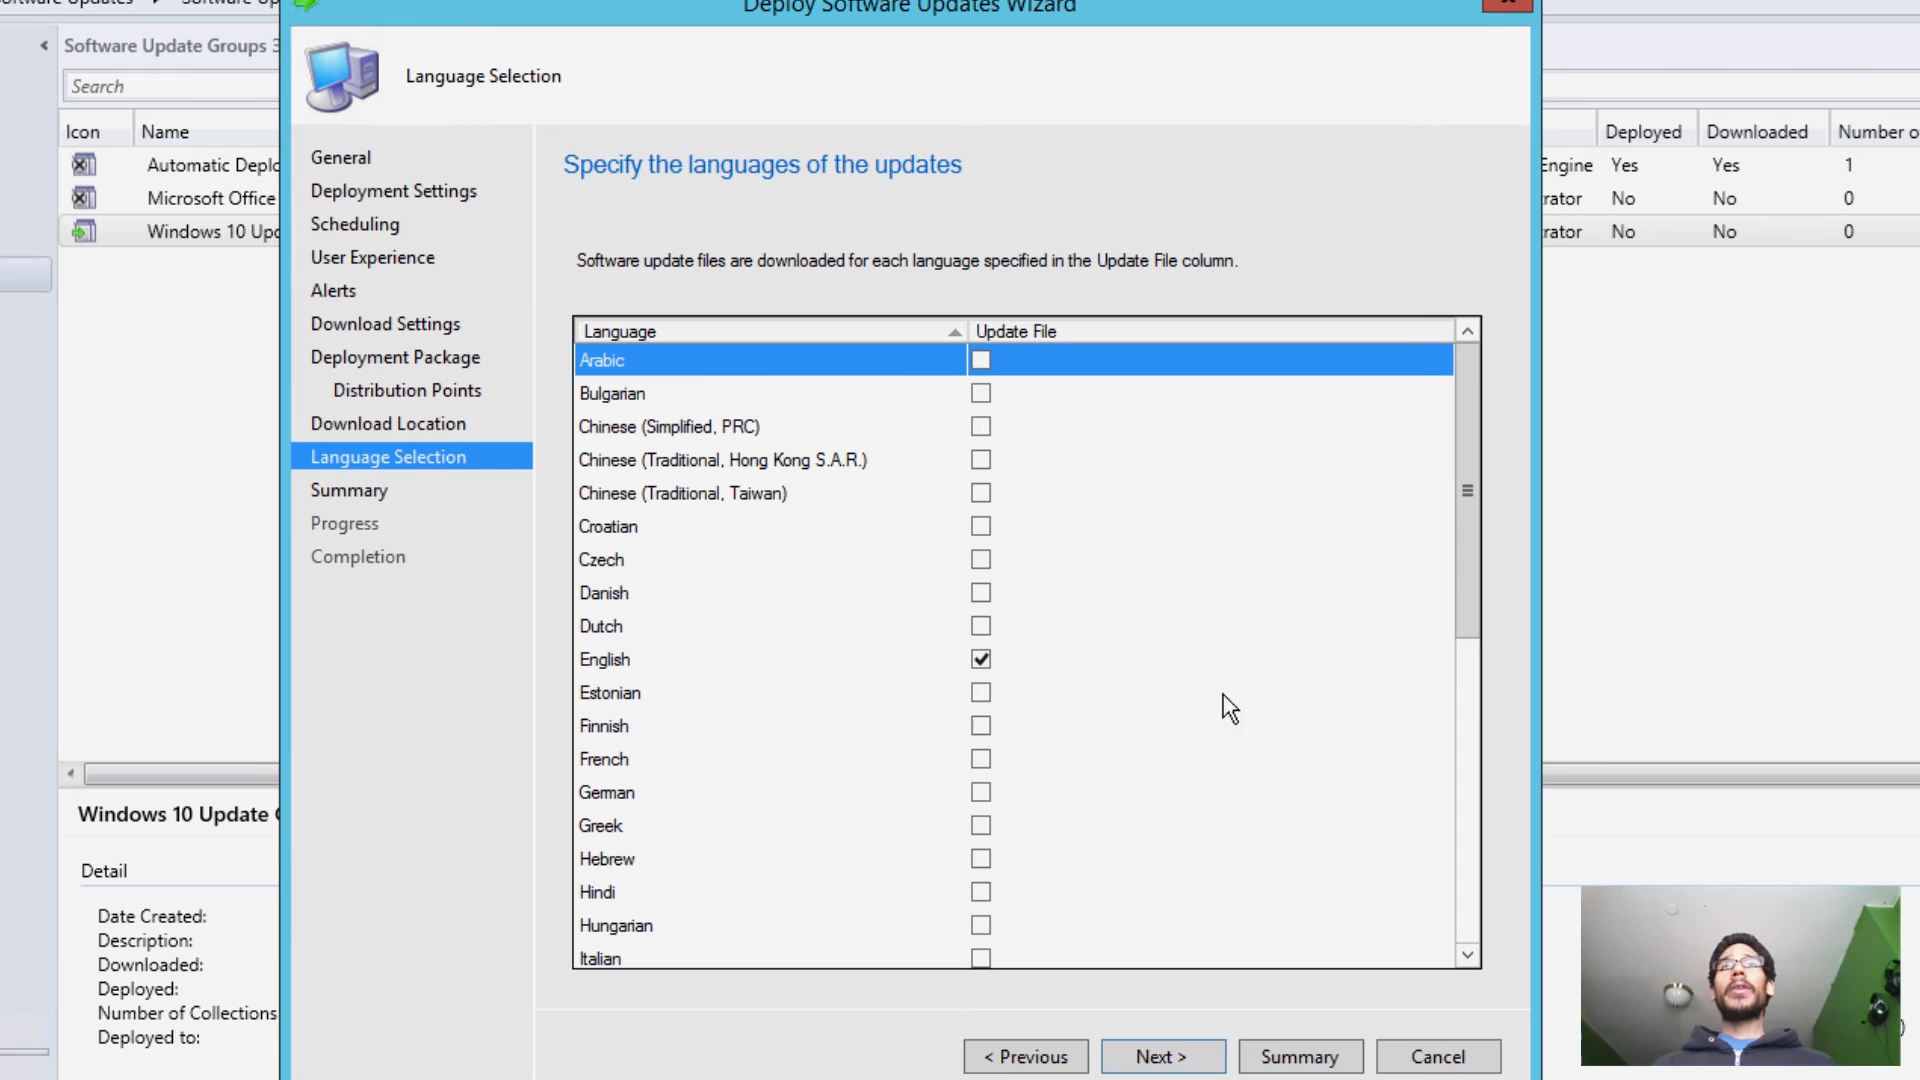 Deploy Software Updates Wizard
Software Update Groups 3
Search
Icon Name
Automatic Deplo
Microsoft Office
Windows 10 Upd
Deployed Downloaded Number o
Engine Yes Yes 1
trator No No 0
trator No No 0
Language Selection
General
Deployment Settings
Scheduling
User Experience
Alerts
Download Settings
Deployment Package
Distribution Points
Download Location
Language Selection
Summary
Progress
Completion
Specify the languages of the updates
Software update files are downloaded for each language specified in the Update File column.
Language Update File
Arabic
Bulgarian
Chinese (Simplified, PRC)
Chinese (Traditional, Hong Kong S.A.R.)
Chinese (Traditional, Taiwan)
Croatian
Czech
Danish
Dutch
English
Estonian
Finnish
French
German
Greek
Hebrew
Hindi
Hungarian
Italian
< Previous Next > Summary Cancel
Windows 10 Update
Detail
Date Created:
Description:
Downloaded:
Deployed:
Number of Collections
Deployed to: